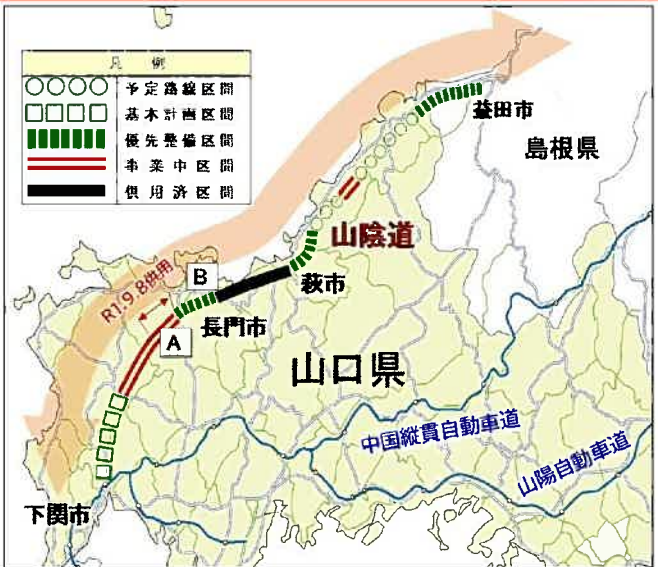 凡 例
予定路線区間
基本計画区間
優先整備区間
事業中区間
供用済区間
益田市
島根県
山陰道
萩市
R1.9.8供用
B
長門市
A
山口県
中国縦貫自動車道
山陽自動車道
下関市